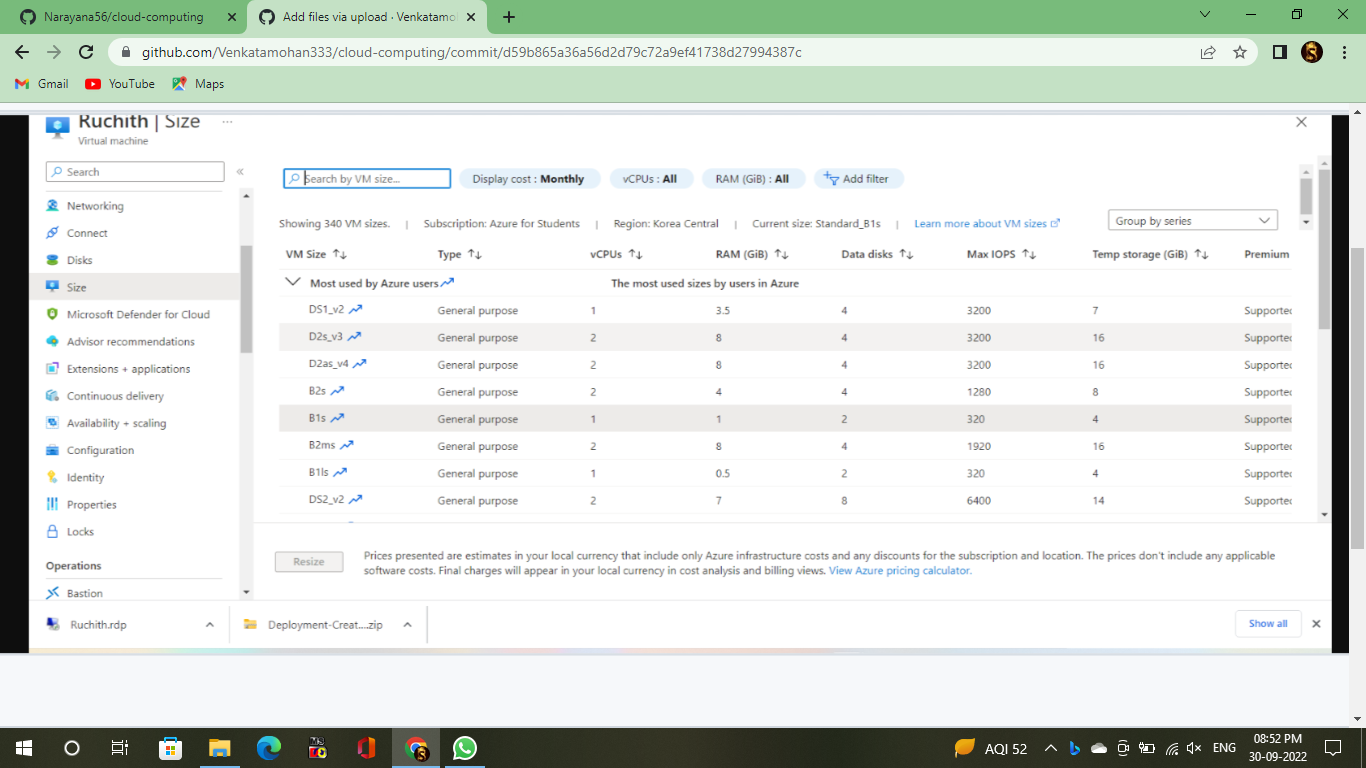 Narayana56/cloud-computing
Add files via upload · Venkatamo
github.com/Venkatamohan333/cloud-computing/commit/d59b865a36a56d2d79c72a9ef41738d27994387c
Gmail YouTube Maps
Ruchith | Size ...
Virtual machine
Search «
Networking
Connect
Disks
Size
Microsoft Defender for Cloud
Advisor recommendations
Extensions + applications
Continuous delivery
Availability + scaling
Configuration
Identity
Properties
Locks
Operations
Bastion
Search by VM size... Display cost : Monthly vCPUs : All RAM (GiB) : All Add filter
Showing 340 VM sizes. | Subscription: Azure for Students | Region: Korea Central | Current size: Standard_B1s | Learn more about VM sizes Group by series
VM Size Type vCPUs RAM (GiB) Data disks Max IOPS Temp storage (GiB) Premium
Most used by Azure users The most used sizes by users in Azure
DS1_v2 General purpose 1 3.5 4 3200 7 Supported
D2s_v3 General purpose 2 8 4 3200 16 Supported
D2as_v4 General purpose 2 8 4 3200 16 Supported
B2s General purpose 2 4 4 1280 8 Supported
B1s General purpose 1 1 2 320 4 Supported
B2ms General purpose 2 8 4 1920 16 Supported
B1ls General purpose 1 0.5 2 320 4 Supported
DS2_v2 General purpose 2 7 8 6400 14 Supported
Resize
Prices presented are estimates in your local currency that include only Azure infrastructure costs and any discounts for the subscription and location. The prices don't include any applicable
software costs. Final charges will appear in your local currency in cost analysis and billing views. View Azure pricing calculator.
Ruchith.rdp Deployment-Creat....zip Show all
AQI 52 ENG 08:52 PM
30-09-2022